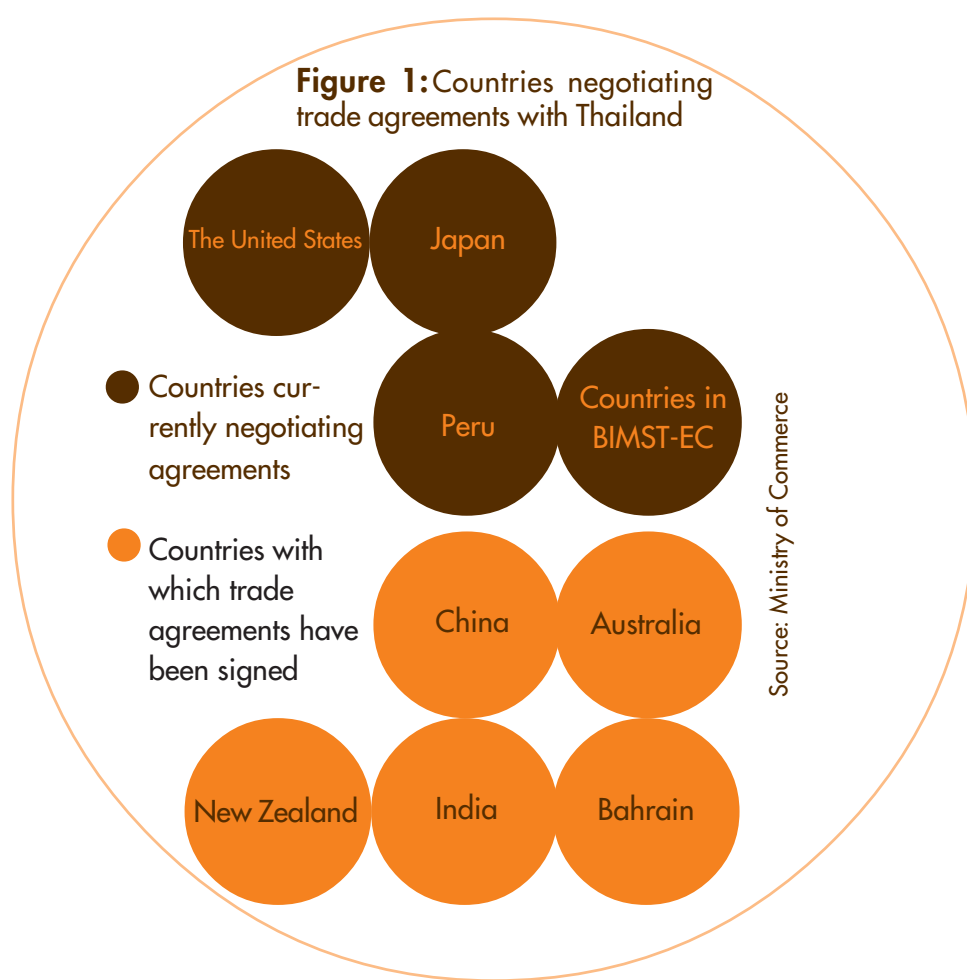 Figure 1: Countries negotiating
trade agreements with Thailand
The United States
Japan
Peru
Countries in
BIMST-EC
Countries cur-
rently negotiating
agreements
Countries with
which trade
agreements have
been signed
China
Australia
New Zealand
India
Bahrain
Source: Ministry of Commerce